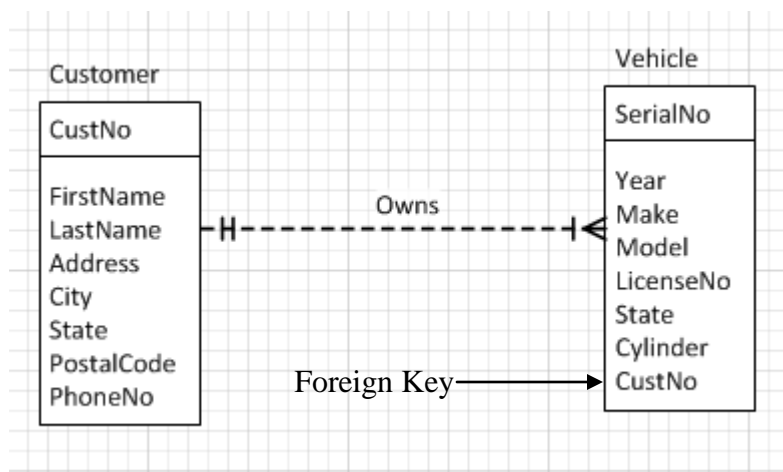 Customer
CustNo
FirstName
LastName
Address
City
State
PostalCode
PhoneNo
Owns
Vehicle
SerialNo
Year
Make
Model
LicenseNo
State
Cylinder
CustNo
Foreign Key